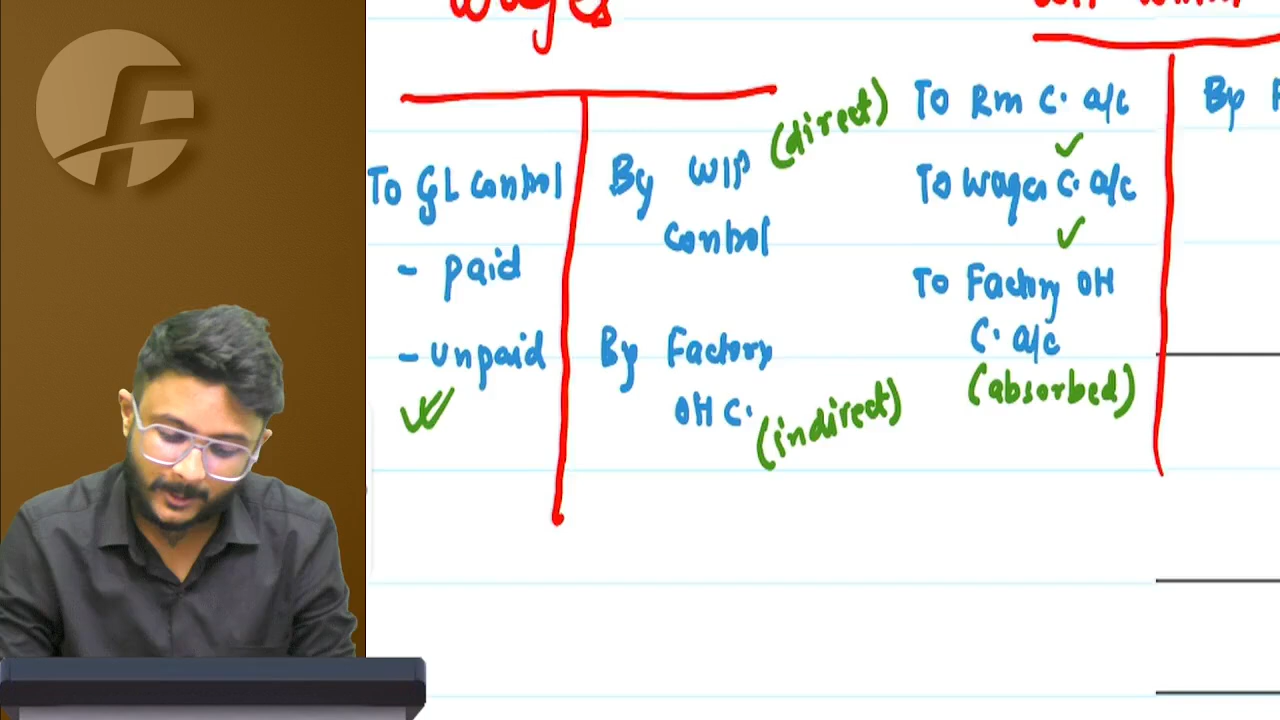 Wages
To GL control
- paid
- unpaid
By WIP
control
(direct)
By Factory
OH C.
(indirect)
To Rm C. a/c
To wages C. a/c
To Factory OH
C. a/c
(absorbed)
By